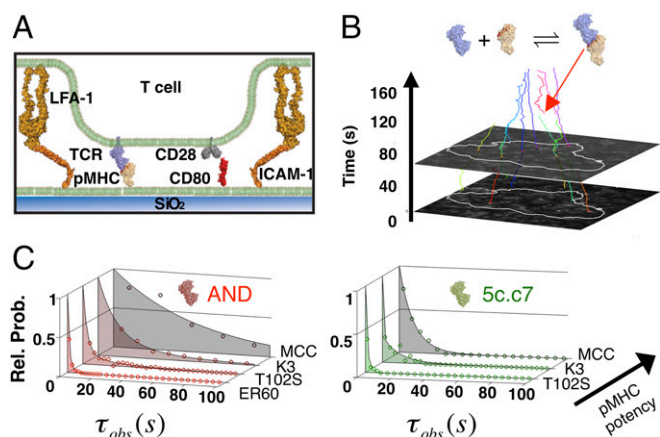 A
T cell
LFA-1
TCR
CD28
pMHC
CD80
ICAM-1
SiO₂
B
+
⇌
Time (s)
160
120
80
40
0
C
Rel. Prob.
1
0.5
0
20 40 60 80 100
τobs(s)
AND
MCC
K3
T102S
ER60
1
0.5
0
20 40 60 80 100
τobs(s)
5c.c7
MCC
K3
T102S
pMHC
potency